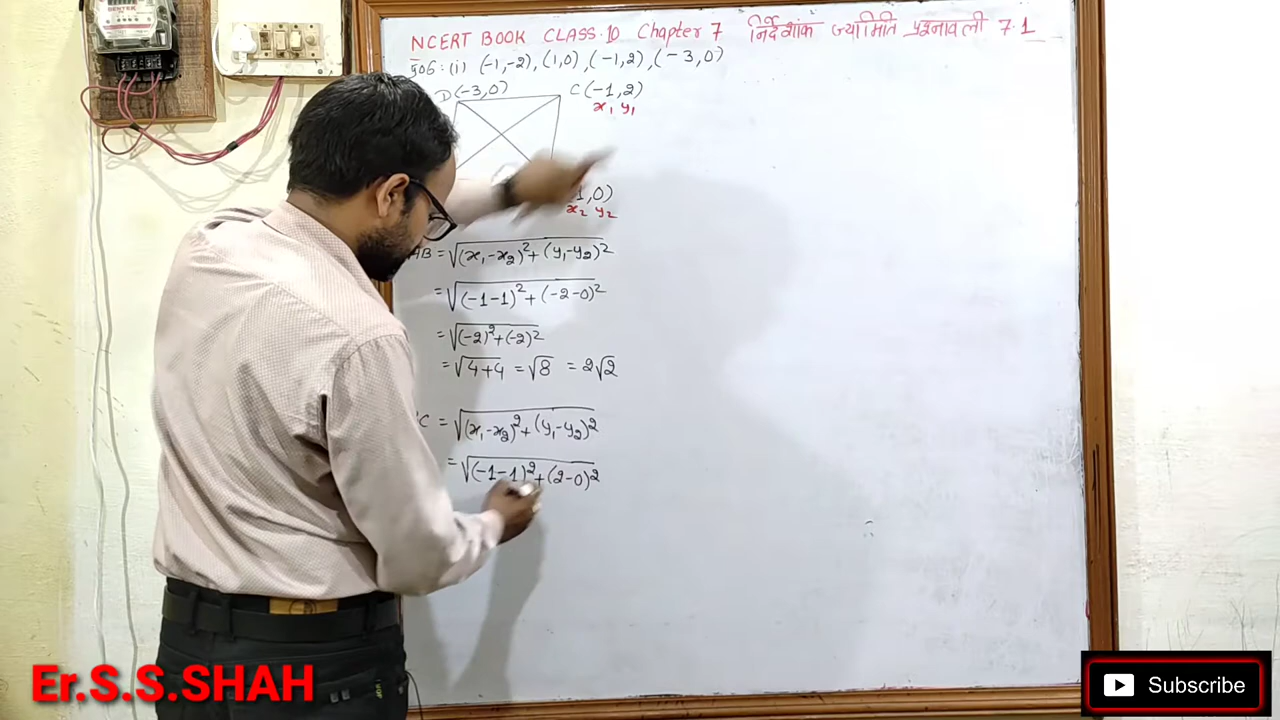 NCERT BOOK CLASS-10 Chapter 7 निर्देशांक ज्यामिति प्रश्नावली 7.1
प्र०6:(i) (-1,-2), (1,0), (-1,2), (-3,0)
D(-3,0) C(-1,2)
x₁ y₁
1,0)
x₂ y₂
AB = √(x₁-x₂)²+(y₁-y₂)²
= √(-1-1)²+(-2-0)²
= √(-2)²+(-2)²
= √4+4 = √8 = 2√2
C = √(x₁-x₂)²+(y₁-y₂)²
= √(-1-1)²+(2-0)²
Er.S.S.SHAH
Subscribe